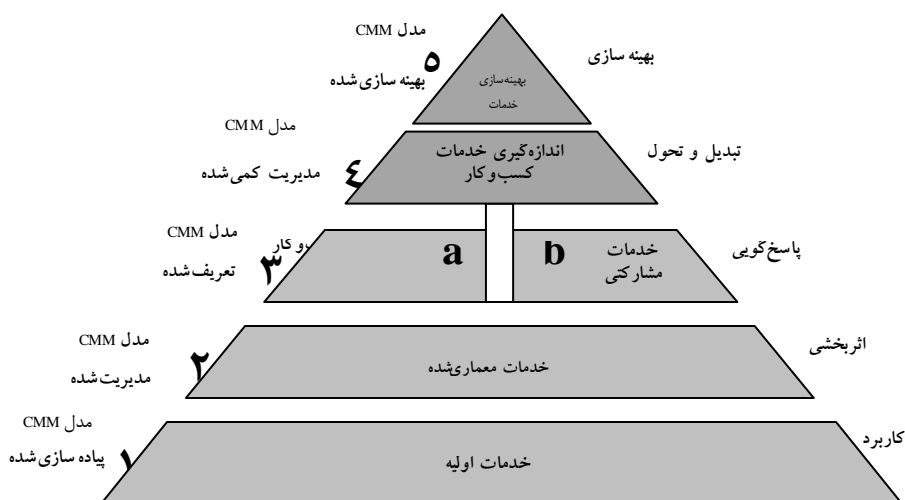 مدل CMM
۵
بهینه سازی شده
بهینه‌سازی
خدمات
بهینه سازی
مدل CMM
۴
مدیریت کمی‌شده
اندازه‌گیری خدمات
کسب‌و‌کار
تبدیل و تحول
مدل CMM
۳
تعریف‌شده
و کار
a
b
خدمات
مشارکتی
پاسخ‌گویی
مدل CMM
۲
مدیریت‌شده
خدمات معماری‌شده
اثربخشی
مدل CMM
۱
پیاده سازی‌شده
خدمات اولیه
کاربرد